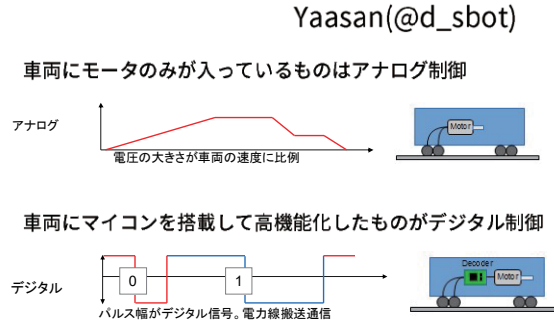 Yaasan(@d_sbot)
車両にモータのみが入っているものはアナログ制御
アナログ
Motor
電圧の大きさが車両の速度に比例
車両にマイコンを搭載して高機能化したものがデジタル制御
Decoder
Motor
0
1
デジタル
パルス幅がデジタル信号。電力線搬送通信